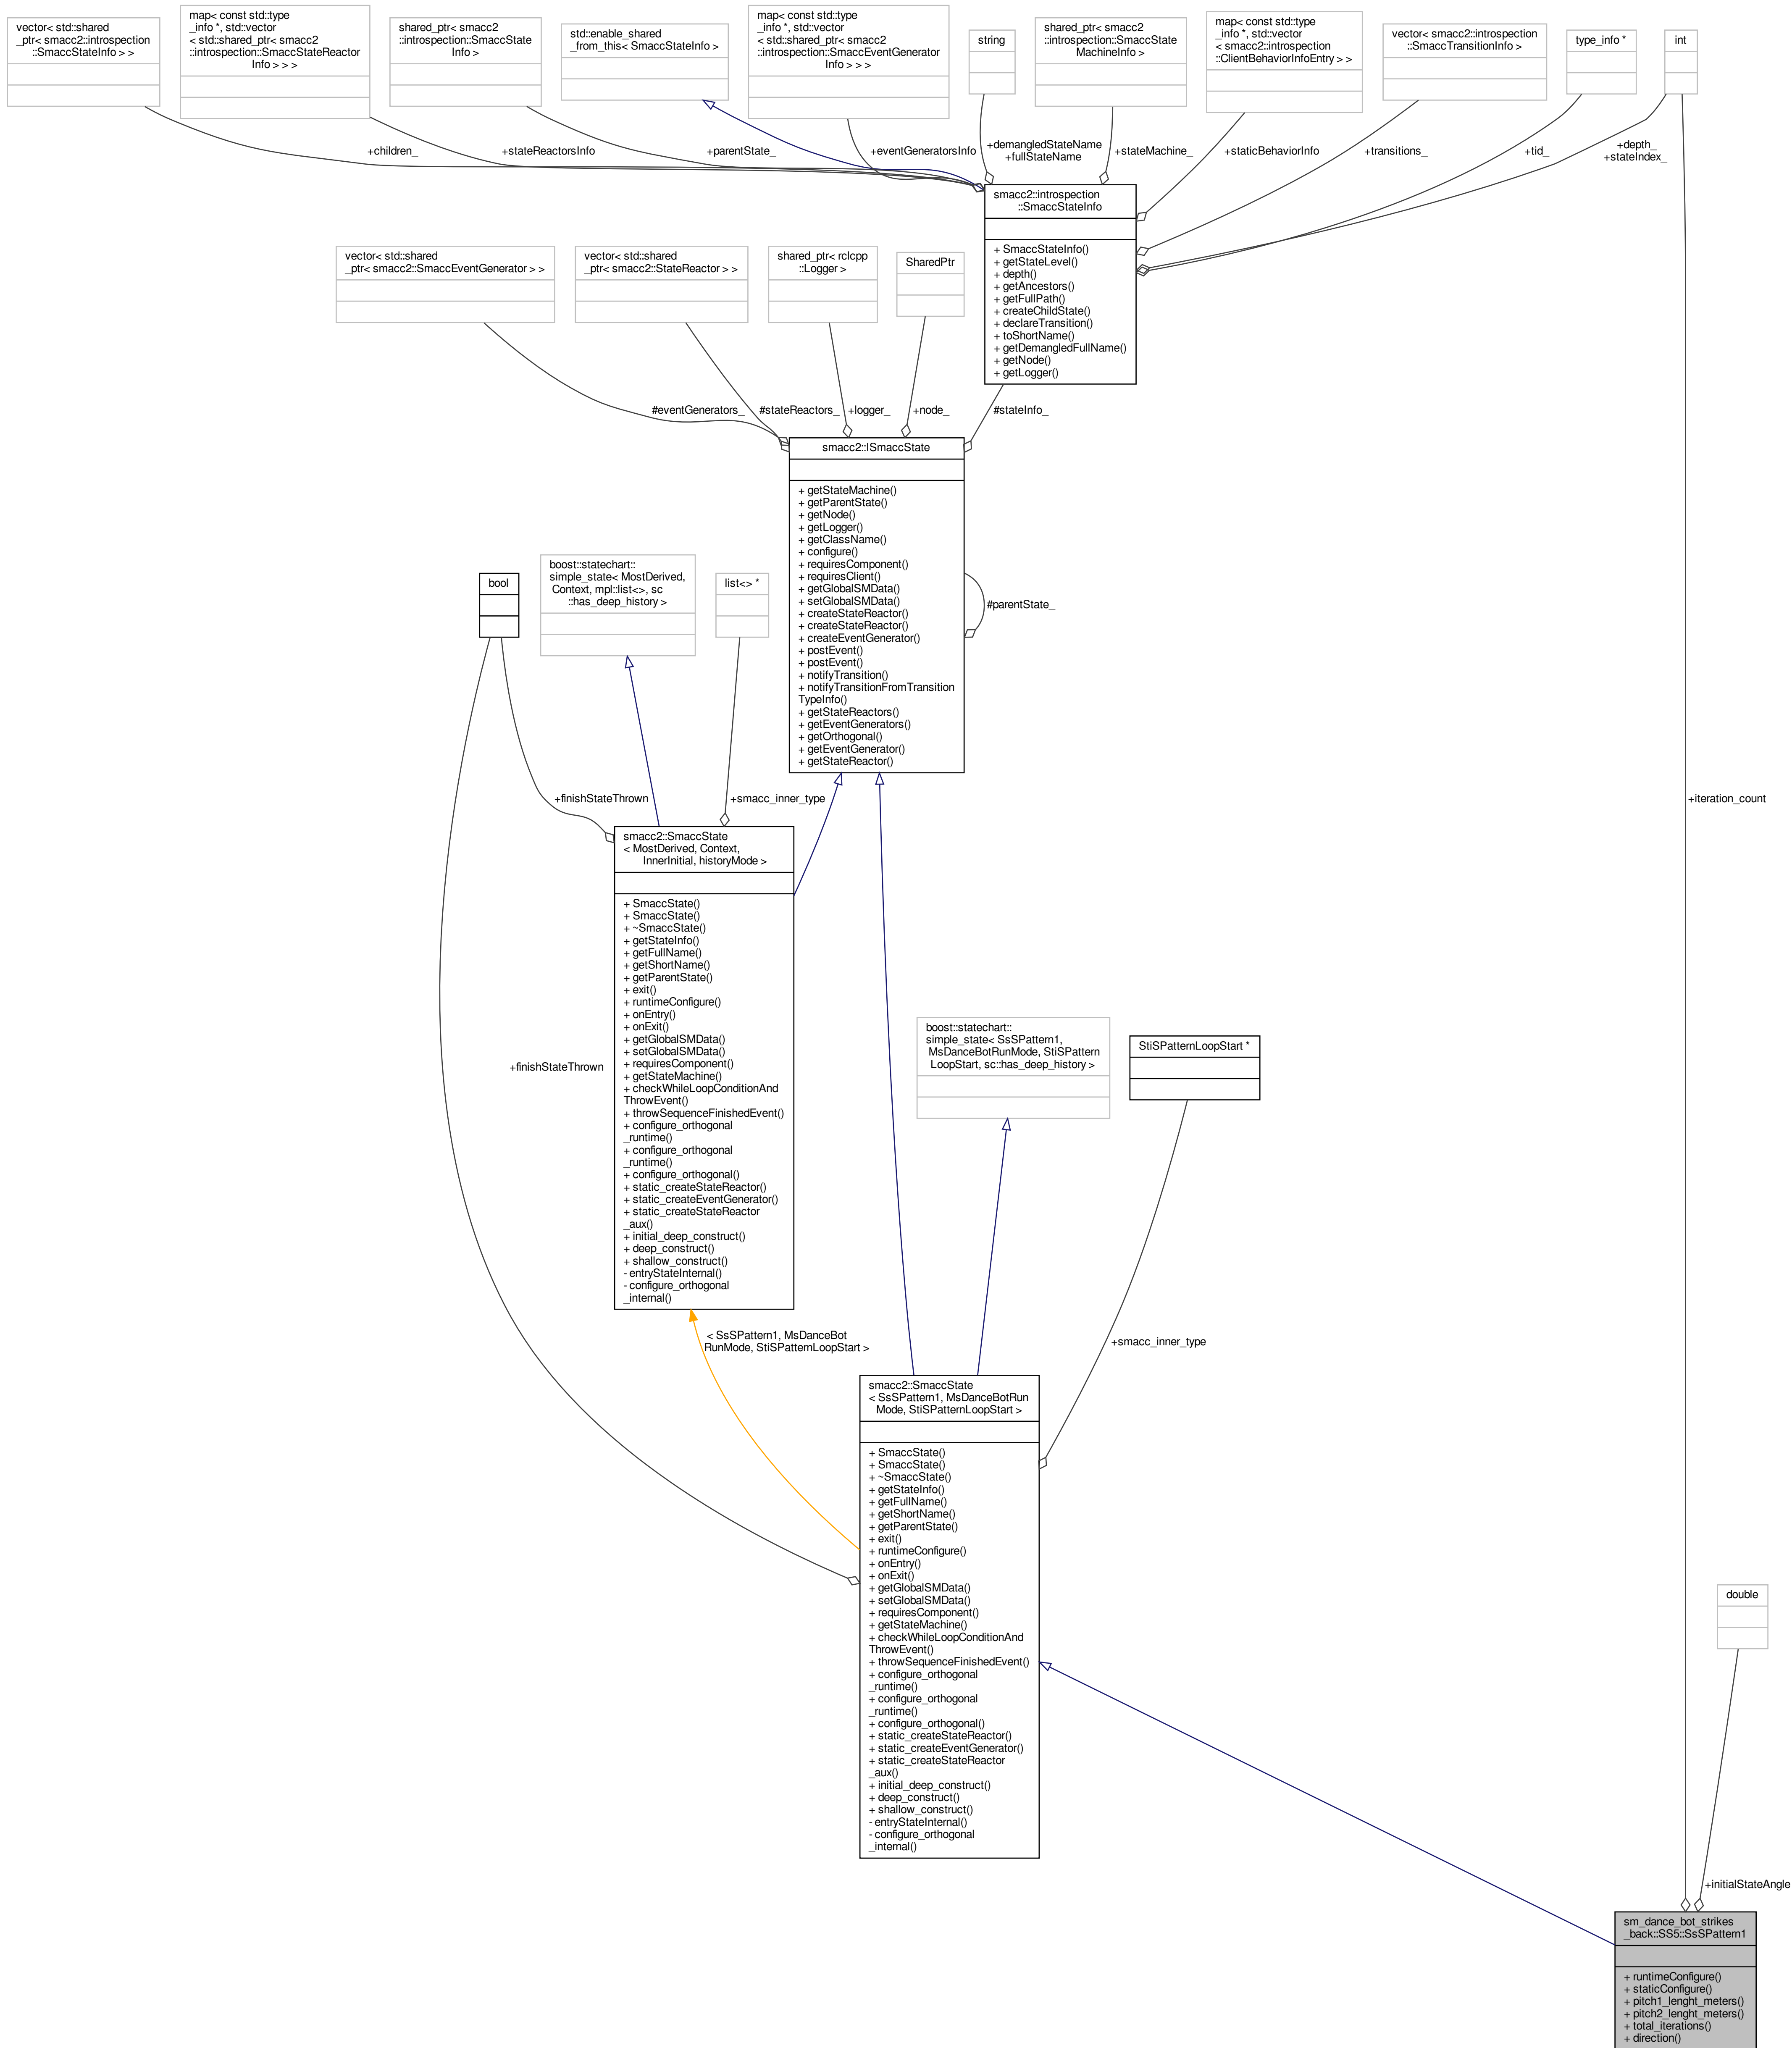 vector< std::shared
_ptr< smacc2::introspection
::SmaccStateInfo > >
map< const std::type
_info *, std::vector
< std::shared_ptr< smacc2
::introspection::SmaccStateReactor
Info > > >
shared_ptr< smacc2
::introspection::SmaccState
Info >
std::enable_shared
_from_this< SmaccStateInfo >
map< const std::type
_info *, std::vector
< std::shared_ptr< smacc2
::introspection::SmaccEventGenerator
Info > > >
string
shared_ptr< smacc2
::introspection::SmaccState
MachineInfo >
map< const std::type
_info *, std::vector
< smacc2::introspection
::ClientBehaviorInfoEntry > >
vector< smacc2::introspection
::SmaccTransitionInfo >
type_info *
int
+children_
+stateReactorsInfo
+parentState_
+eventGeneratorsInfo
+demangledStateName
+fullStateName
+stateMachine_
+staticBehaviorInfo
+transitions_
+tid_
+depth_
+stateIndex_
smacc2::introspection
::SmaccStateInfo
+ SmaccStateInfo()
+ getStateLevel()
+ depth()
+ getAncestors()
+ getFullPath()
+ createChildState()
+ declareTransition()
+ toShortName()
+ getDemangledFullName()
+ getNode()
+ getLogger()
vector< std::shared
_ptr< smacc2::SmaccEventGenerator > >
vector< std::shared
_ptr< smacc2::StateReactor > >
shared_ptr< rclcpp
::Logger >
SharedPtr
#eventGenerators_
#stateReactors_
+logger_
+node_
#stateInfo_
smacc2::ISmaccState
+ getStateMachine()
+ getParentState()
+ getNode()
+ getLogger()
+ getClassName()
+ configure()
+ requiresComponent()
+ requiresClient()
+ getGlobalSMData()
+ setGlobalSMData()
+ createStateReactor()
+ createStateReactor()
+ createEventGenerator()
+ postEvent()
+ postEvent()
+ notifyTransition()
+ notifyTransitionFromTransition
TypeInfo()
+ getStateReactors()
+ getEventGenerators()
+ getOrthogonal()
+ getEventGenerator()
+ getStateReactor()
#parentState_
bool
boost::statechart::
simple_state< MostDerived,
Context, mpl::list<>, sc
::has_deep_history >
list<> *
+finishStateThrown
+smacc_inner_type
+iteration_count
smacc2::SmaccState
< MostDerived, Context,
InnerInitial, historyMode >
+ SmaccState()
+ SmaccState()
+ ~SmaccState()
+ getStateInfo()
+ getFullName()
+ getShortName()
+ getParentState()
+ exit()
+ runtimeConfigure()
+ onEntry()
+ onExit()
+ getGlobalSMData()
+ setGlobalSMData()
+ requiresComponent()
+ getStateMachine()
+ checkWhileLoopConditionAnd
ThrowEvent()
+ throwSequenceFinishedEvent()
+ configure_orthogonal
_runtime()
+ configure_orthogonal
_runtime()
+ configure_orthogonal()
+ static_createStateReactor()
+ static_createEventGenerator()
+ static_createStateReactor
_aux()
+ initial_deep_construct()
+ deep_construct()
+ shallow_construct()
- entryStateInternal()
- configure_orthogonal
_internal()
+finishStateThrown
boost::statechart::
simple_state< SsSPattern1,
MsDanceBotRunMode, StiSPattern
LoopStart, sc::has_deep_history >
StiSPatternLoopStart *
< SsSPattern1, MsDanceBot
RunMode, StiSPatternLoopStart >
+smacc_inner_type
smacc2::SmaccState
< SsSPattern1, MsDanceBotRun
Mode, StiSPatternLoopStart >
+ SmaccState()
+ SmaccState()
+ ~SmaccState()
+ getStateInfo()
+ getFullName()
+ getShortName()
+ getParentState()
+ exit()
+ runtimeConfigure()
+ onEntry()
+ onExit()
+ getGlobalSMData()
+ setGlobalSMData()
+ requiresComponent()
+ getStateMachine()
+ checkWhileLoopConditionAnd
ThrowEvent()
+ throwSequenceFinishedEvent()
+ configure_orthogonal
_runtime()
+ configure_orthogonal
_runtime()
+ configure_orthogonal()
+ static_createStateReactor()
+ static_createEventGenerator()
+ static_createStateReactor
_aux()
+ initial_deep_construct()
+ deep_construct()
+ shallow_construct()
- entryStateInternal()
- configure_orthogonal
_internal()
double
+initialStateAngle
sm_dance_bot_strikes
_back::SS5::SsSPattern1
+ runtimeConfigure()
+ staticConfigure()
+ pitch1_lenght_meters()
+ pitch2_lenght_meters()
+ total_iterations()
+ direction()